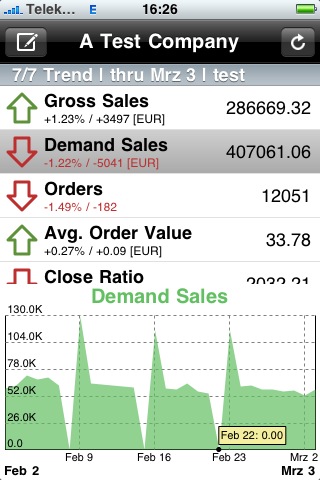 Telek... E 16:26
A Test Company
7/7 Trend | thru Mrz 3 | test
Gross Sales 286669.32
+1.23% / +3497 [EUR]
Demand Sales 407061.06
-1.22% / -5041 [EUR]
Orders 12051
-1.49% / -182
Avg. Order Value 33.78
+0.27% / +0.09 [EUR]
Close Ratio 2032.21
Demand Sales
130.0K
104.0K
78.0K
52.0K
26.0K
0.0
Feb 22: 0.00
Feb 9 Feb 16 Feb 23 Mrz 2
Feb 2 Mrz 3